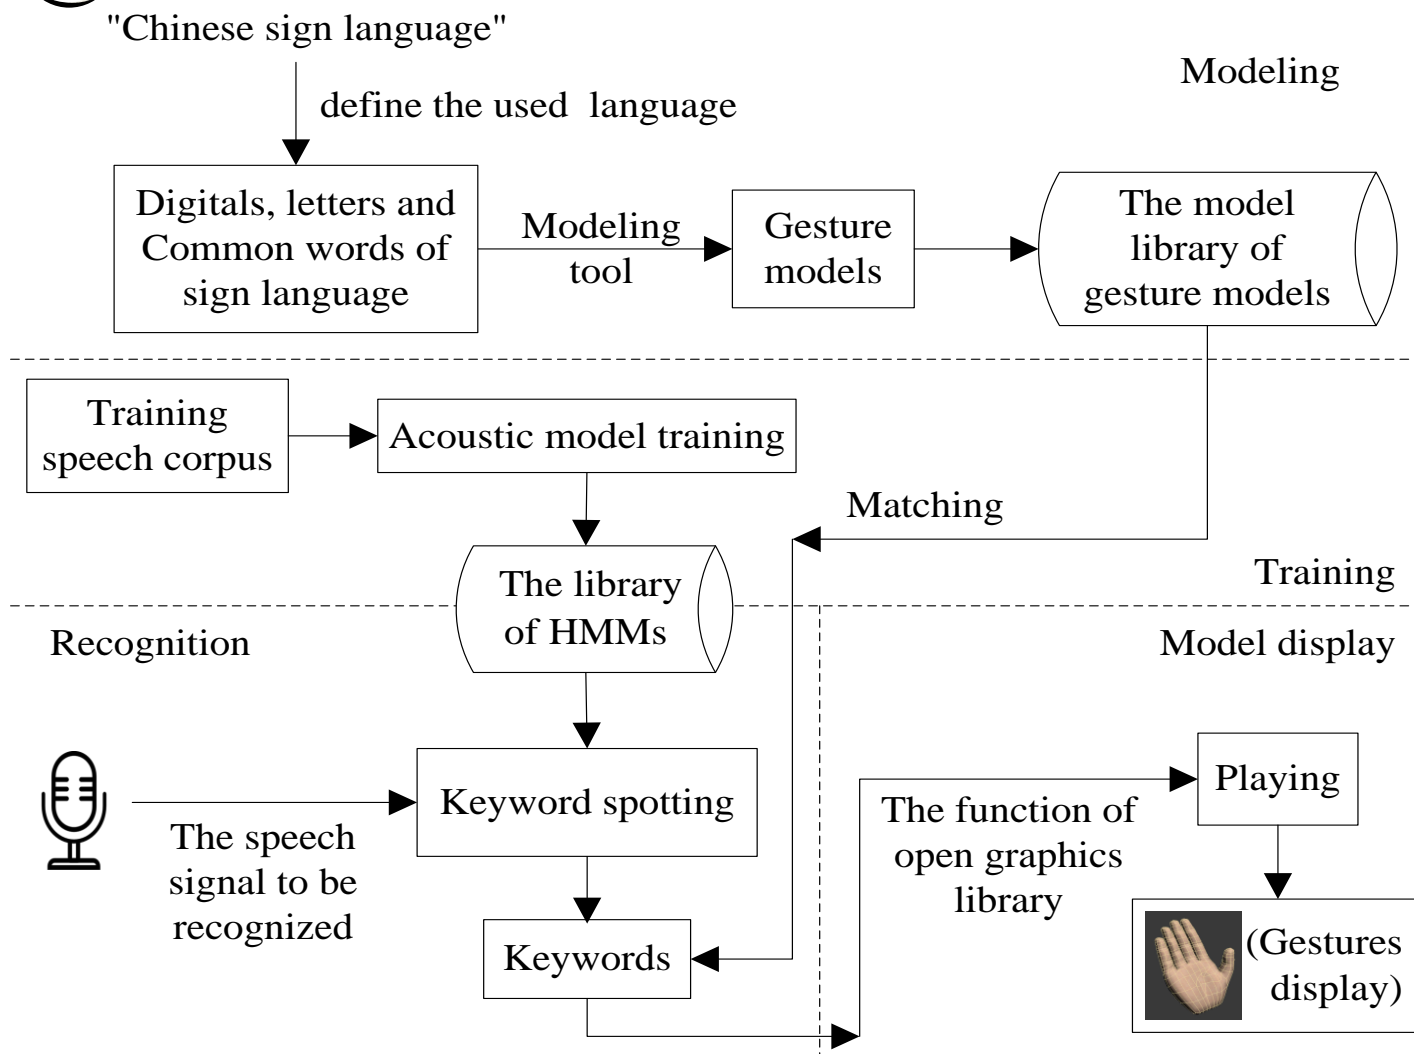 "Chinese sign language"
Modeling
define the used language
Digitals, letters and
Common words of
sign language
Modeling
tool
Gesture
models
The model
library of
gesture models
Training
speech corpus
Acoustic model training
Matching
The library
of HMMs
Training
Recognition
Model display
Keyword spotting
The speech
signal to be
recognized
Keywords
The function of
open graphics
library
Playing
(Gestures
display)